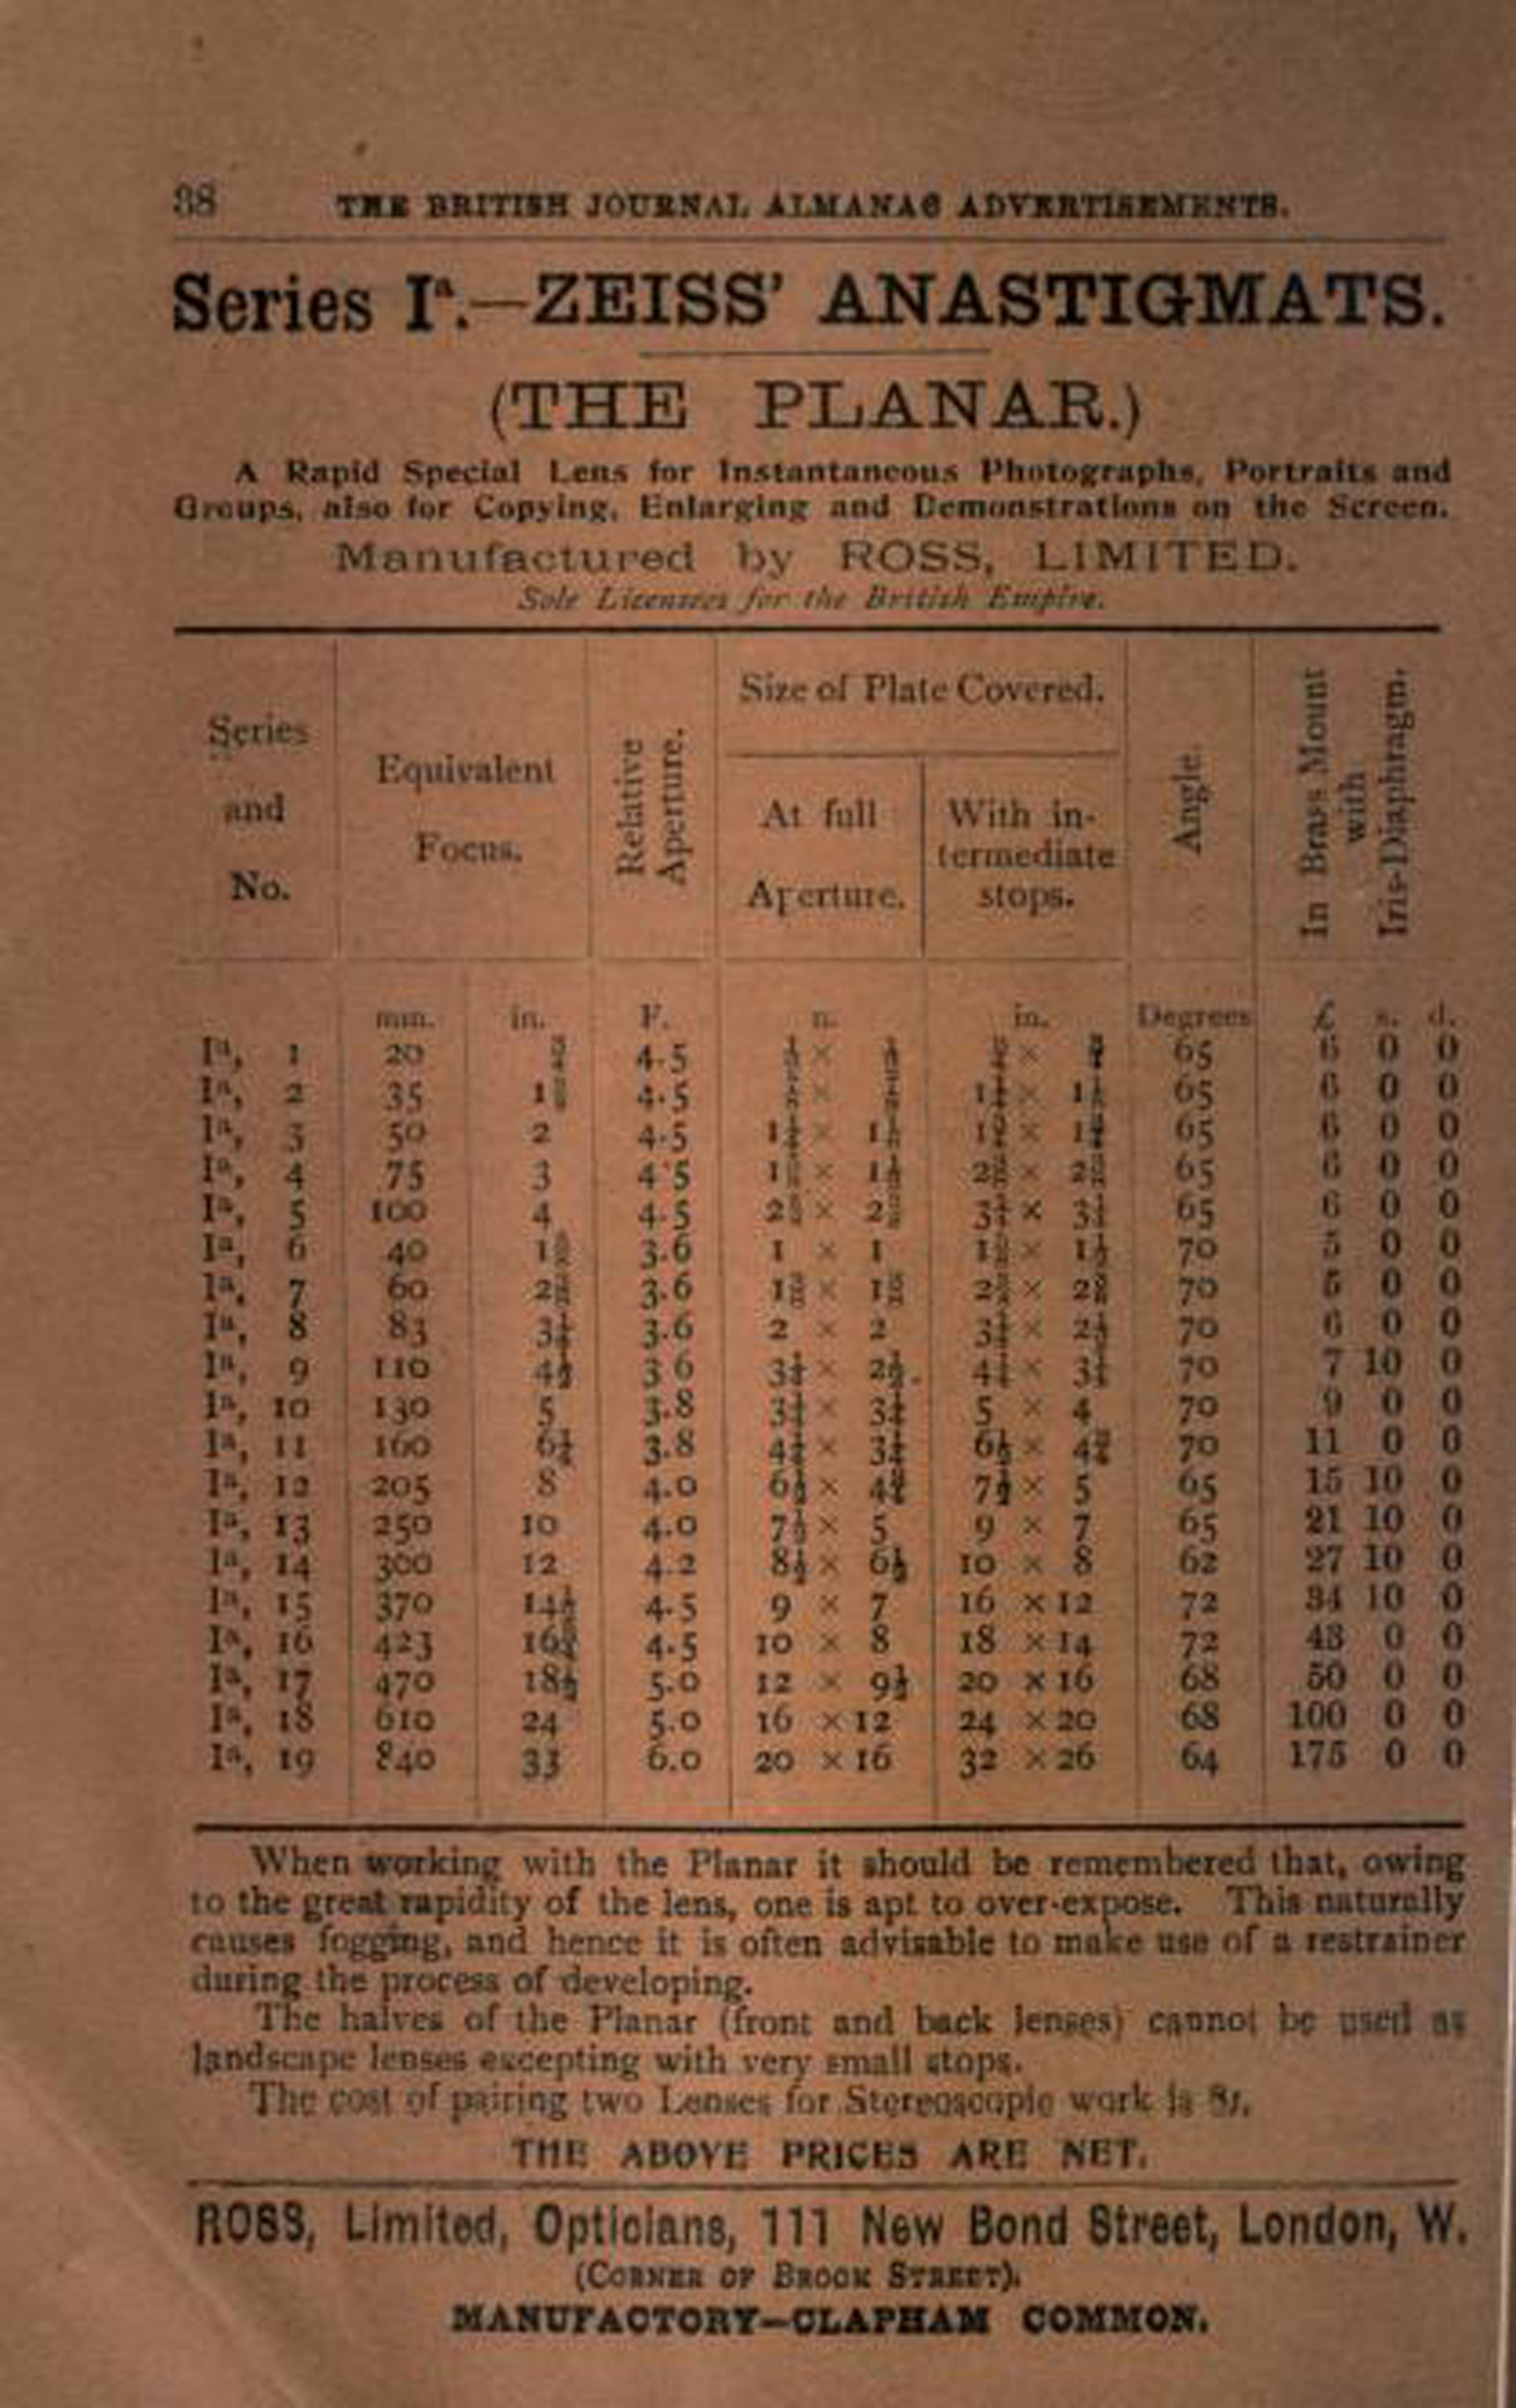 38 THE BRITISH JOURNAL ALMANAC ADVERTISEMENTS.
Series Iª.—ZEISS' ANASTIGMATS.
(THE PLANAR.)
A Rapid Special Lens for Instantaneous Photographs, Portraits and
Groups, also for Copying, Enlarging and Demonstrations on the Screen.
Manufactured by ROSS, LIMITED.
Sole Licensees for the British Empire.
Series and No. Equivalent Focus. Relative Aperture. Size of Plate Covered. At full Aperture. With intermediate stops. Angle. In Brass Mount with Iris-Diaphragm.
mm. in. F. n. in. Degrees £ s. d.
Iª, 1 20 4.5 65 6 0 0
Iª, 2 35 4.5 65 6 0 0
Iª, 3 50 2 4.5 65 6 0 0
Iª, 4 75 3 4.5 65 6 0 0
Iª, 5 100 4 4.5 65 6 0 0
Iª, 6 40 3.6 1 × 1 70 5 0 0
Iª, 7 60 3.6 70 5 0 0
Iª, 8 83 3.6 2 × 2 70 6 0 0
Iª, 9 110 3 6 70 7 10 0
Iª, 10 130 5 3.8 5 × 4 70 9 0 0
Iª, 11 160 3.8 70 11 0 0
Iª, 12 205 8 4.0 7½ × 5 65 15 10 0
Iª, 13 250 10 4.0 7½ × 5 9 × 7 65 21 10 0
Iª, 14 300 12 4.2 8½ × 6½ 10 × 8 62 27 10 0
Iª, 15 370 14½ 4.5 9 × 7 16 × 12 72 34 10 0
Iª, 16 423 4.5 10 × 8 18 × 14 72 43 0 0
Iª, 17 470 18½ 5.0 12 × 9½ 20 × 16 68 50 0 0
Iª, 18 610 24 5.0 16 × 12 24 × 20 68 100 0 0
Iª, 19 840 33 6.0 20 × 16 32 × 26 64 175 0 0
When working with the Planar it should be remembered that, owing
to the great rapidity of the lens, one is apt to over-expose. This naturally
causes fogging, and hence it is often advisable to make use of a restrainer
during the process of developing.
The halves of the Planar (front and back lenses) cannot be used as
landscape lenses excepting with very small stops.
The cost of pairing two Lenses for Stereoscopic work is
THE ABOVE PRICES ARE NET.
ROSS, Limited, Opticians, 111 New Bond Street, London, W.
(CORNER OF BROOK STREET).
MANUFACTORY—CLAPHAM COMMON.